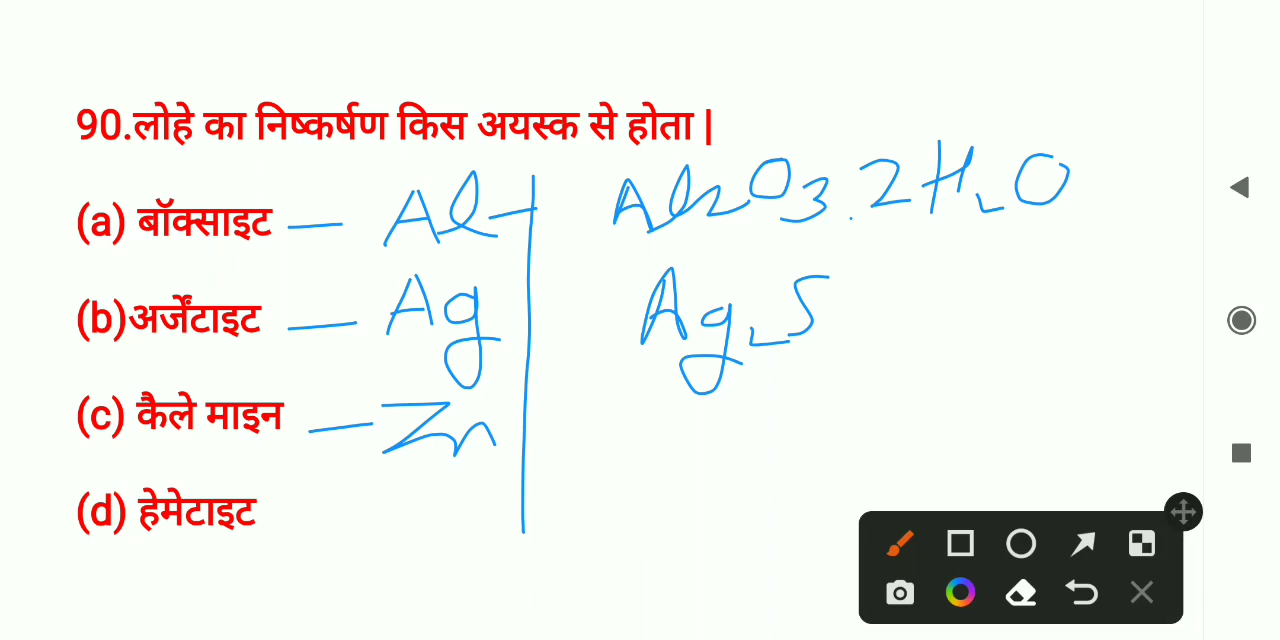 90.लोहे का निष्कर्षण किस अयस्क से होता |
(a) बॉक्साइट — Al Al2O3.2H2O
(b)अर्जेंटाइट — Ag Ag2S
(c) कैले माइन — Zn
(d) हेमेटाइट